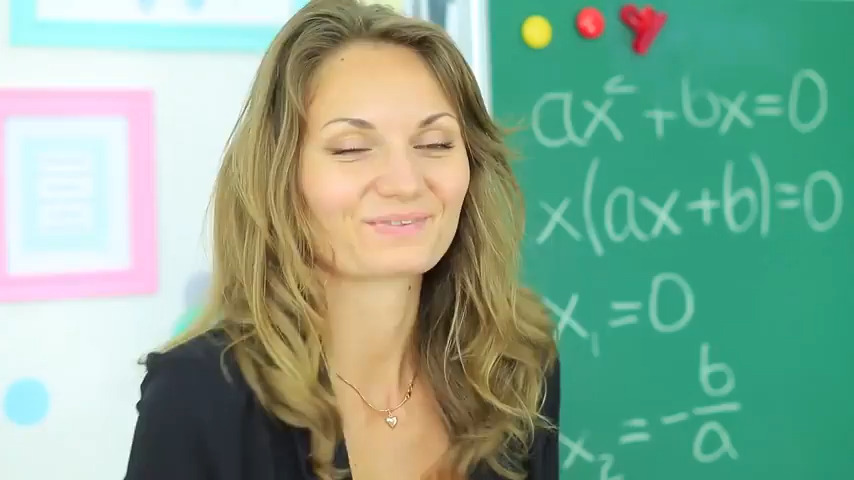 ax² + bx = 0
x(ax+b) = 0
x₁ = 0
x₂ = -b/a